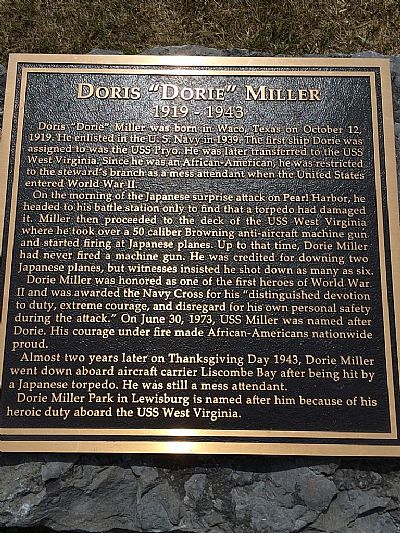 DORIS "DORIE" MILLER
1919 - 1943
Doris "Dorie" Miller was born in Waco, Texas on October 12,
1919. He enlisted in the U. S. Navy in 1939. The first ship Dorie was
assigned to was the USS Pryo. He was later transferred to the USS
West Virginia. Since he was an African-American, he was restricted
to the steward's branch as a mess attendant when the United States
entered World War II.
On the morning of the Japanese surprise attack on Pearl Harbor, he
headed to his battle station only to find that a torpedo had damaged
it. Miller then proceeded to the deck of the USS West Virginia
where he took over a 50 caliber Browning anti-aircraft machine gun
and started firing at Japanese planes. Up to that time, Dorie Miller
had never fired a machine gun. He was credited for downing two
Japanese planes, but witnesses insisted he shot down as many as six.
Dorie Miller was honored as one of the first heroes of World War
II and was awarded the Navy Cross for his "distinguished devotion
to duty, extreme courage, and disregard for his own personal safety
during the attack." On June 30, 1973, USS Miller was named after
Dorie. His courage under fire made African-Americans nationwide
proud.
Almost two years later on Thanksgiving Day 1943, Dorie Miller
went down aboard aircraft carrier Liscombe Bay after being hit by
a Japanese torpedo. He was still a mess attendant.
Dorie Miller Park in Lewisburg is named after him because of his
heroic duty aboard the USS West Virginia.